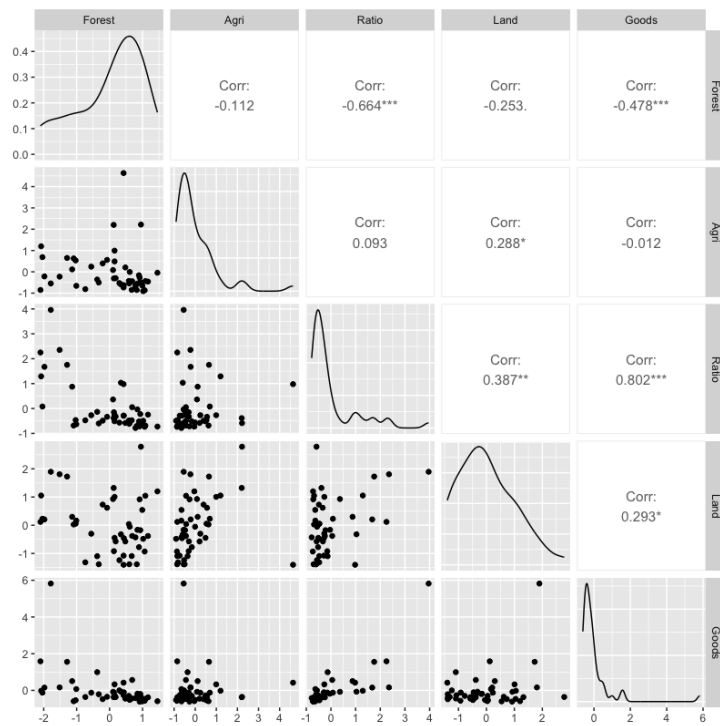 Forest Agri Ratio Land Goods
0.4
0.3
0.2
0.1
0.0
Corr:
-0.112
Corr:
-0.664***
Corr:
-0.253.
Corr:
-0.478***
Forest
4
3
2
1
0
-1
Corr:
0.093
Corr:
0.288*
Corr:
-0.012
Agri
4
3
2
1
0
-1
Corr:
0.387**
Corr:
0.802***
Ratio
2
1
0
-1
Corr:
0.293*
Land
6
4
2
0
Goods
-2 -1 0 1 -1 0 1 2 3 4 -1 0 1 2 3 4 -1 0 1 2 0 2 4 6